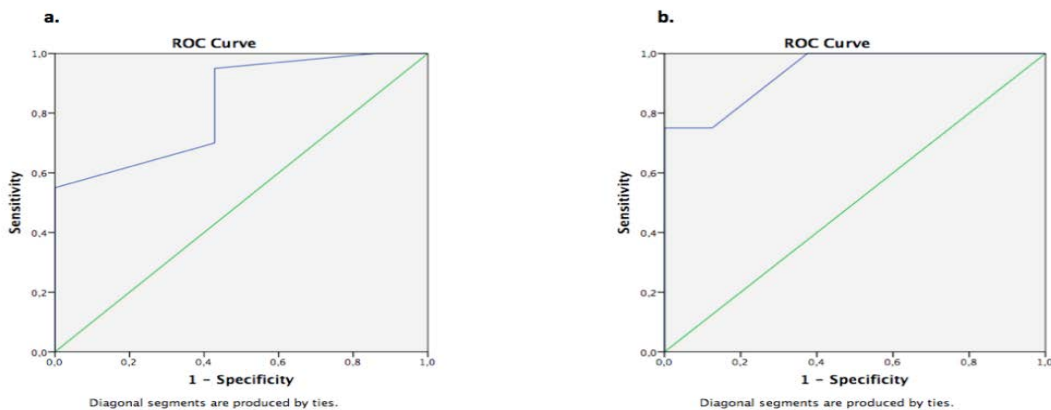 a.
ROC Curve
1,0
0,8
0,6
0,4
0,2
0,0
Sensitivity
0,0 0,2 0,4 0,6 0,8 1,0
1 - Specificity
Diagonal segments are produced by ties.
b.
ROC Curve
1,0
0,8
0,6
0,4
0,2
0,0
Sensitivity
0,0 0,2 0,4 0,6 0,8 1,0
1 - Specificity
Diagonal segments are produced by ties.